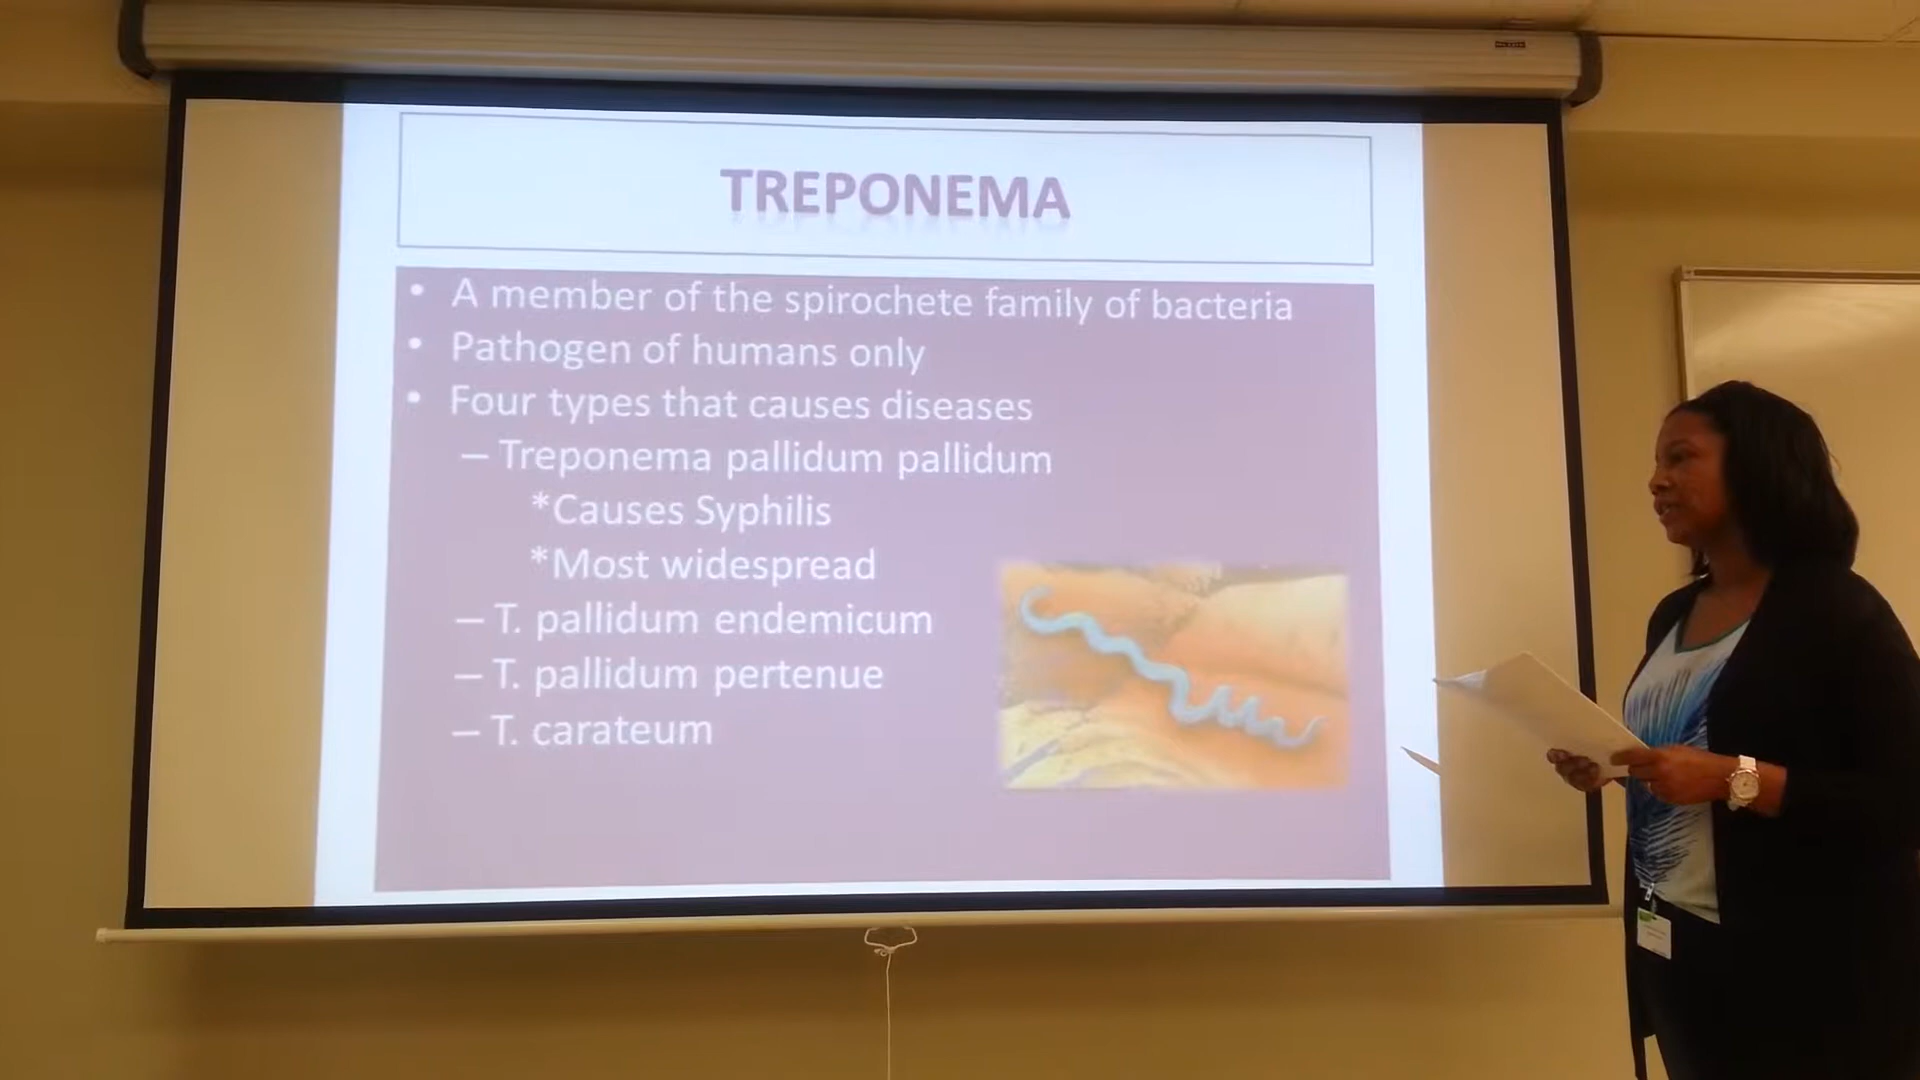 TREPONEMA
• A member of the spirochete family of bacteria
• Pathogen of humans only
• Four types that causes diseases
– Treponema pallidum pallidum
*Causes Syphilis
*Most widespread
– T. pallidum endemicum
– T. pallidum pertenue
– T. carateum